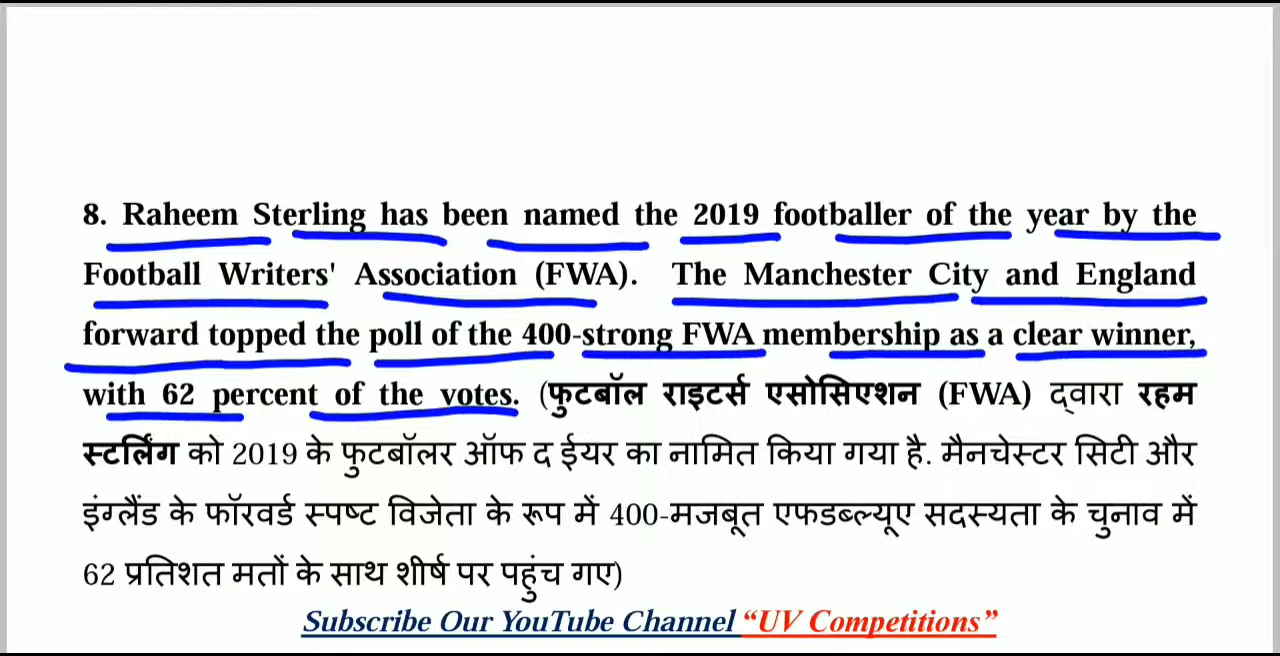 8. Raheem Sterling has been named the 2019 footballer of the year by the
Football Writers' Association (FWA). The Manchester City and England
forward topped the poll of the 400-strong FWA membership as a clear winner,
with 62 percent of the votes. (फुटबॉल राइटर्स एसोसिएशन (FWA) द्वारा रहम
स्टर्लिंग को 2019 के फुटबॉलर ऑफ द ईयर का नामित किया गया है. मैनचेस्टर सिटी और
इंग्लैंड के फॉरवर्ड स्पष्ट विजेता के रूप में 400-मजबूत एफडब्ल्यूए सदस्यता के चुनाव में
62 प्रतिशत मतों के साथ शीर्ष पर पहुंच गए)
Subscribe Our YouTube Channel “UV Competitions”